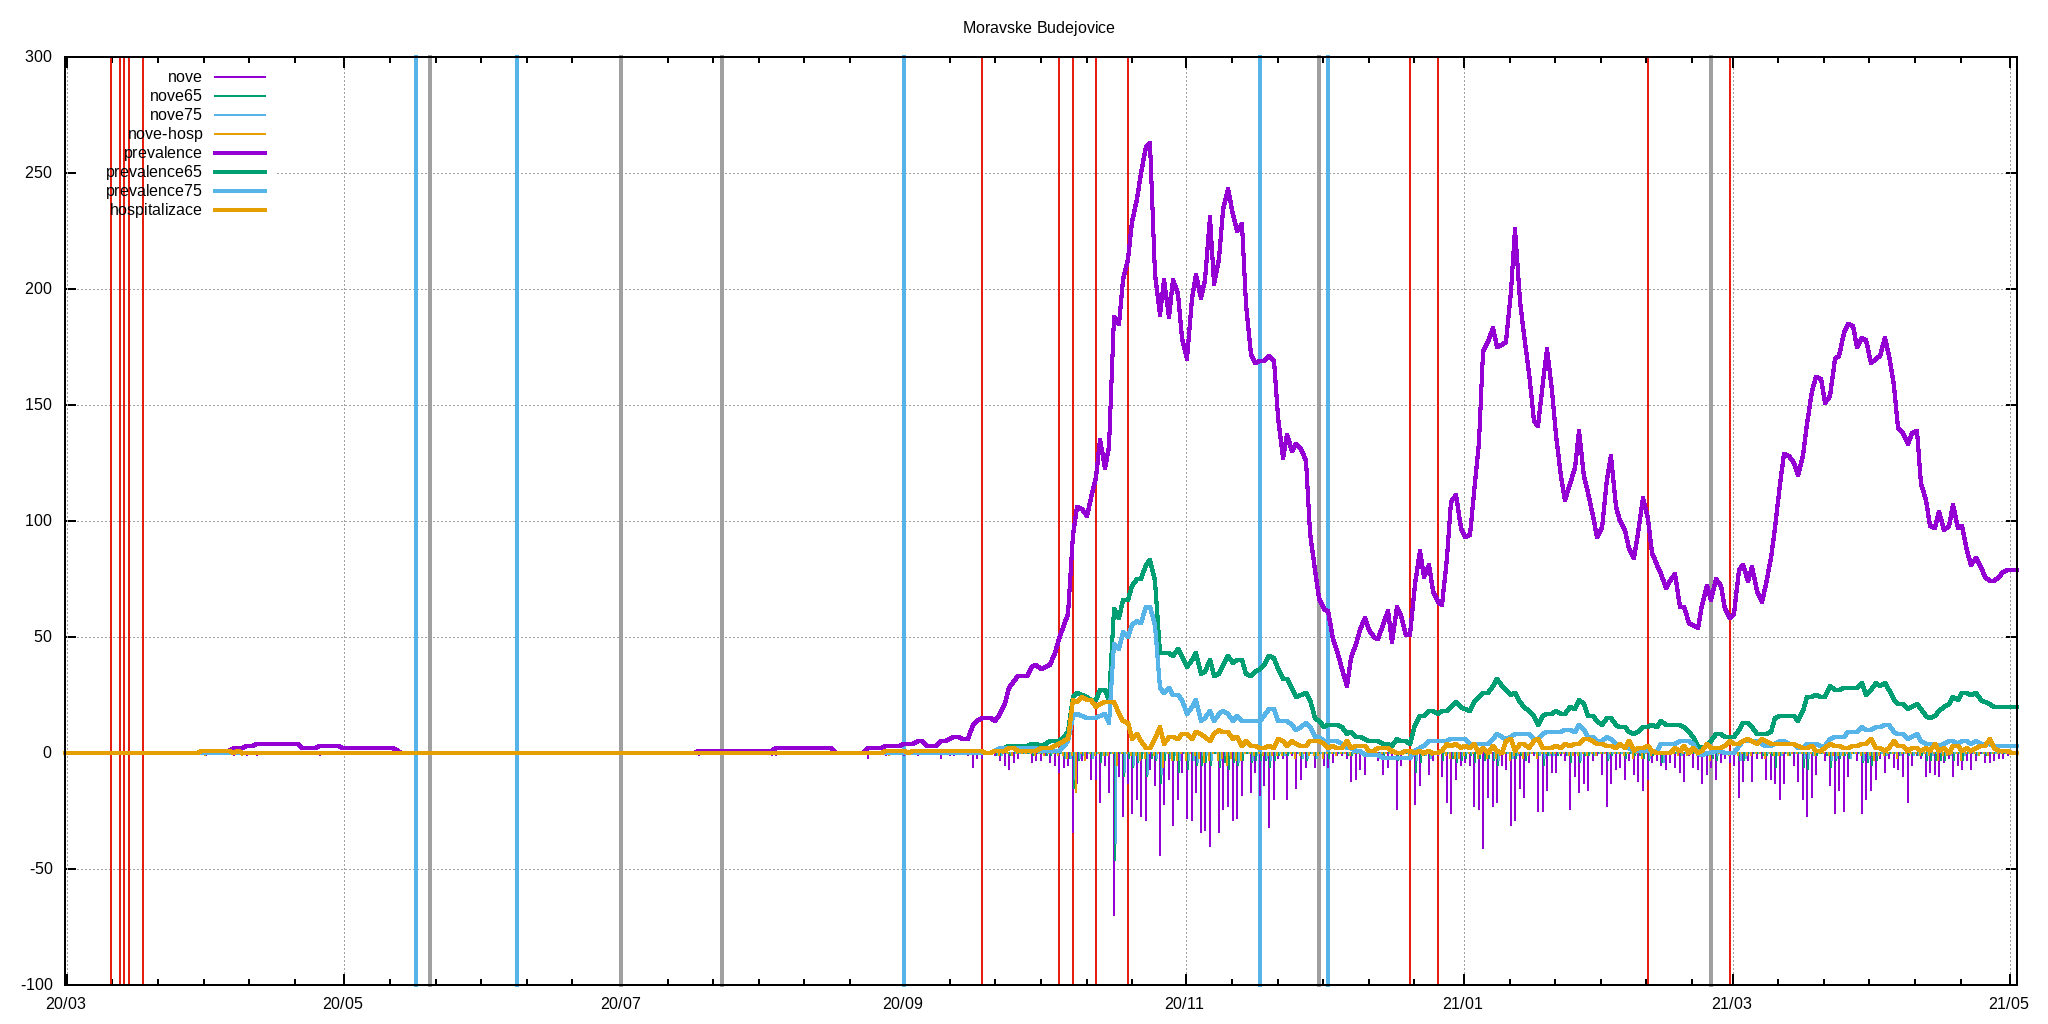 Moravske Budejovice
300
250
200
150
100
50
0
-50
-100
nove
nove65
nove75
nove-hosp
prevalence
prevalence65
prevalence75
hospitalizace
20/03 20/05 20/07 20/09 20/11 21/01 21/03 21/05